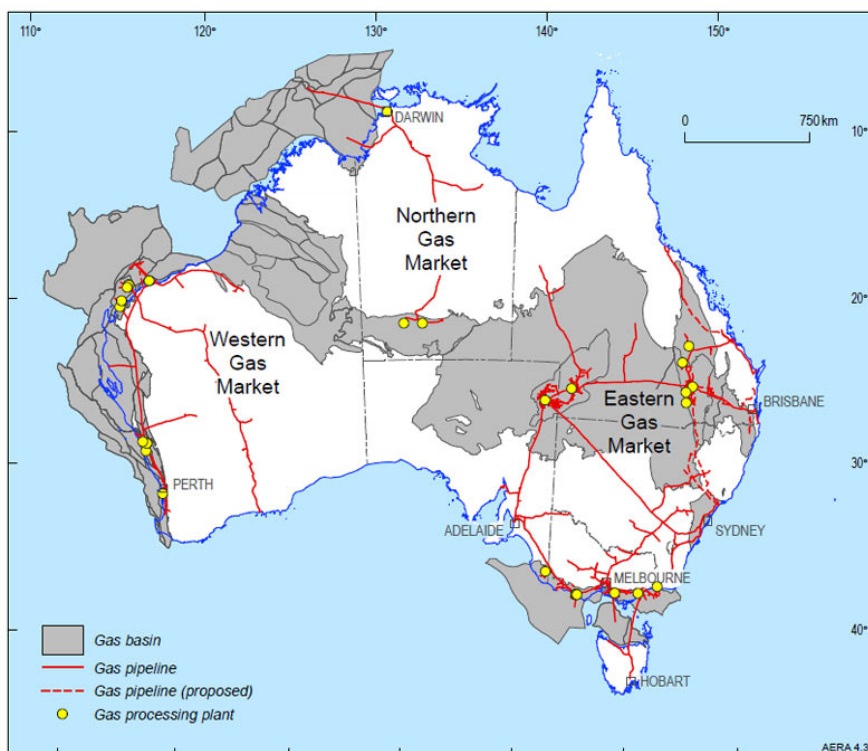 110°
120°
130°
140°
150°
0
750 km
10°
20°
30°
40°
DARWIN
Northern
Gas
Market
Western
Gas
Market
Eastern
Gas
Market
BRISBANE
PERTH
ADELAIDE
SYDNEY
MELBOURNE
HOBART
Gas basin
Gas pipeline
Gas pipeline (proposed)
Gas processing plant
AERA 4.3